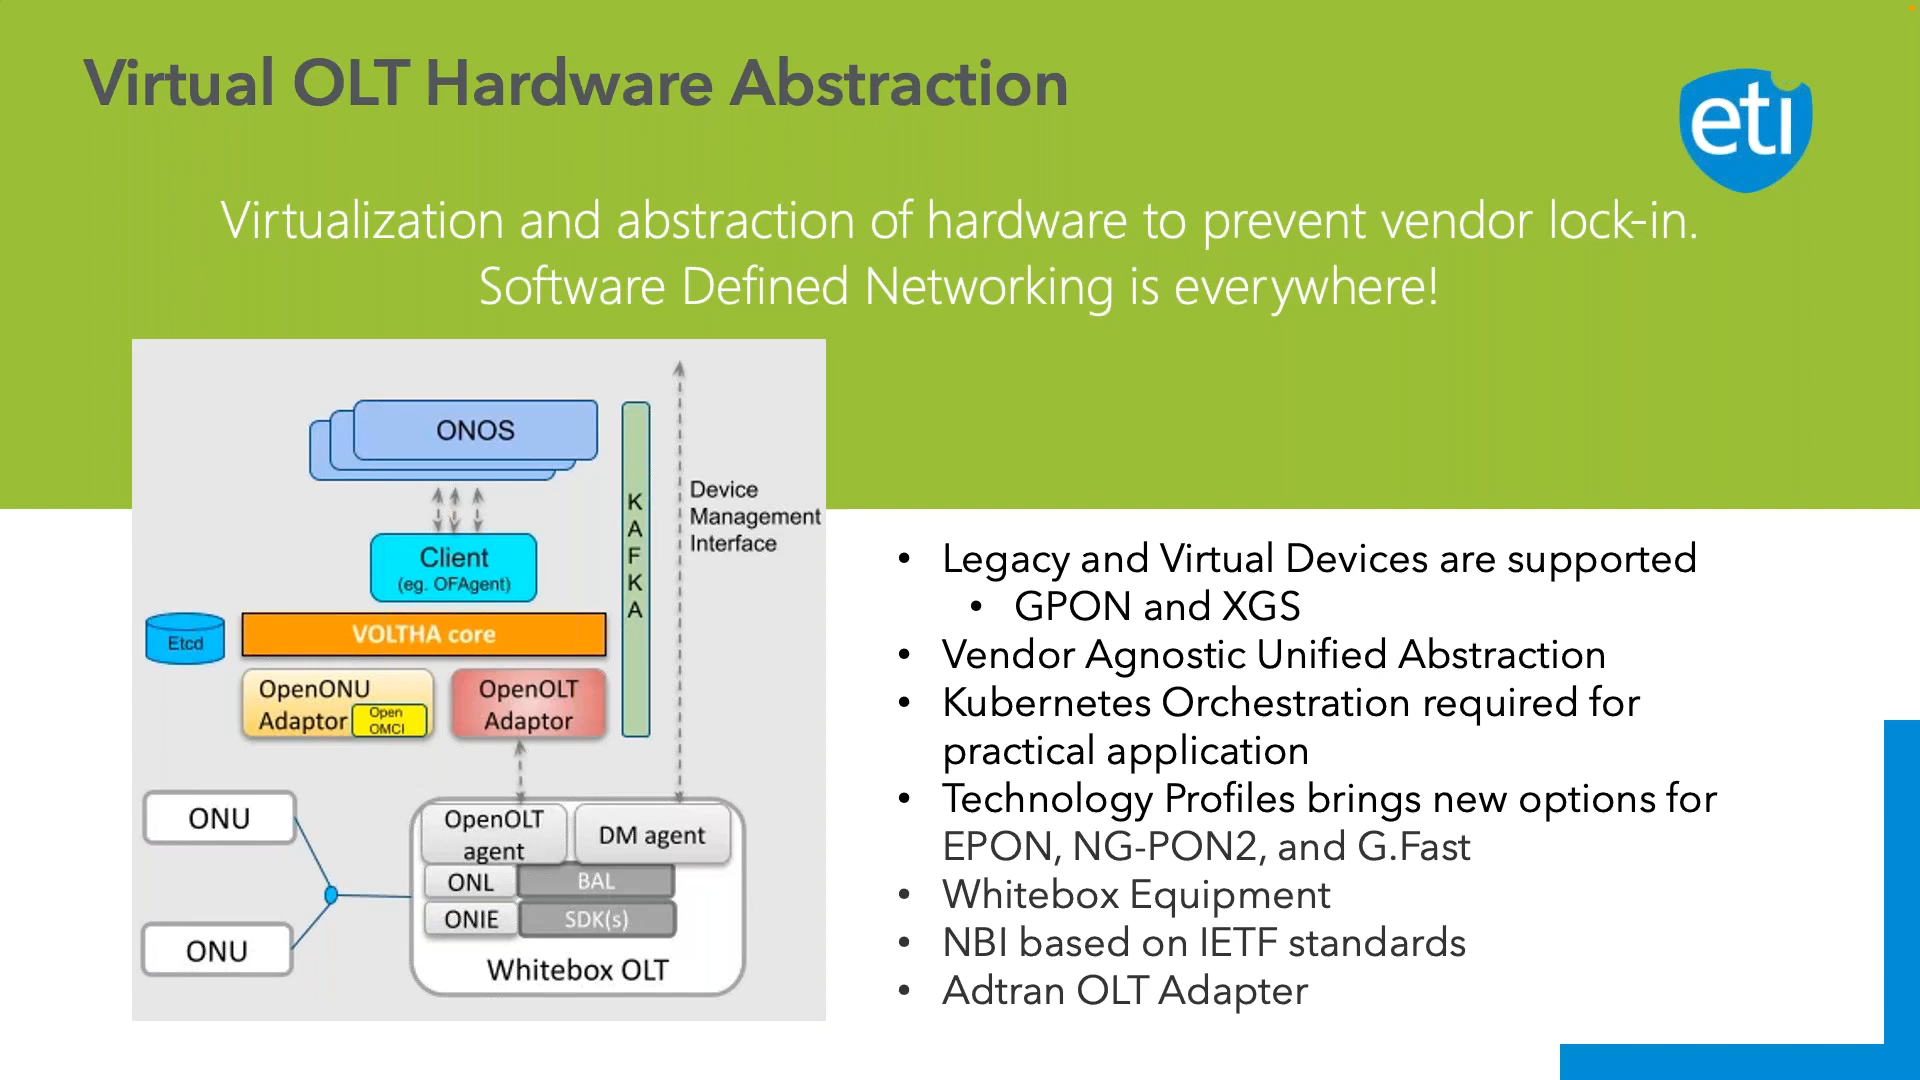 Virtual OLT Hardware Abstraction
eti
Virtualization and abstraction of hardware to prevent vendor lock-in.
Software Defined Networking is everywhere!
ONOS
Client
(eg. OFAgent)
KAFKA
Device
Management
Interface
Etcd
VOLTHA core
OpenONU
Adaptor
Open
OMCI
OpenOLT
Adaptor
ONU
ONU
OpenOLT
agent
DM agent
ONL
BAL
ONIE
SDK(s)
Whitebox OLT
• Legacy and Virtual Devices are supported
• GPON and XGS
• Vendor Agnostic Unified Abstraction
• Kubernetes Orchestration required for
practical application
• Technology Profiles brings new options for
EPON, NG-PON2, and G.Fast
• Whitebox Equipment
• NBI based on IETF standards
• Adtran OLT Adapter